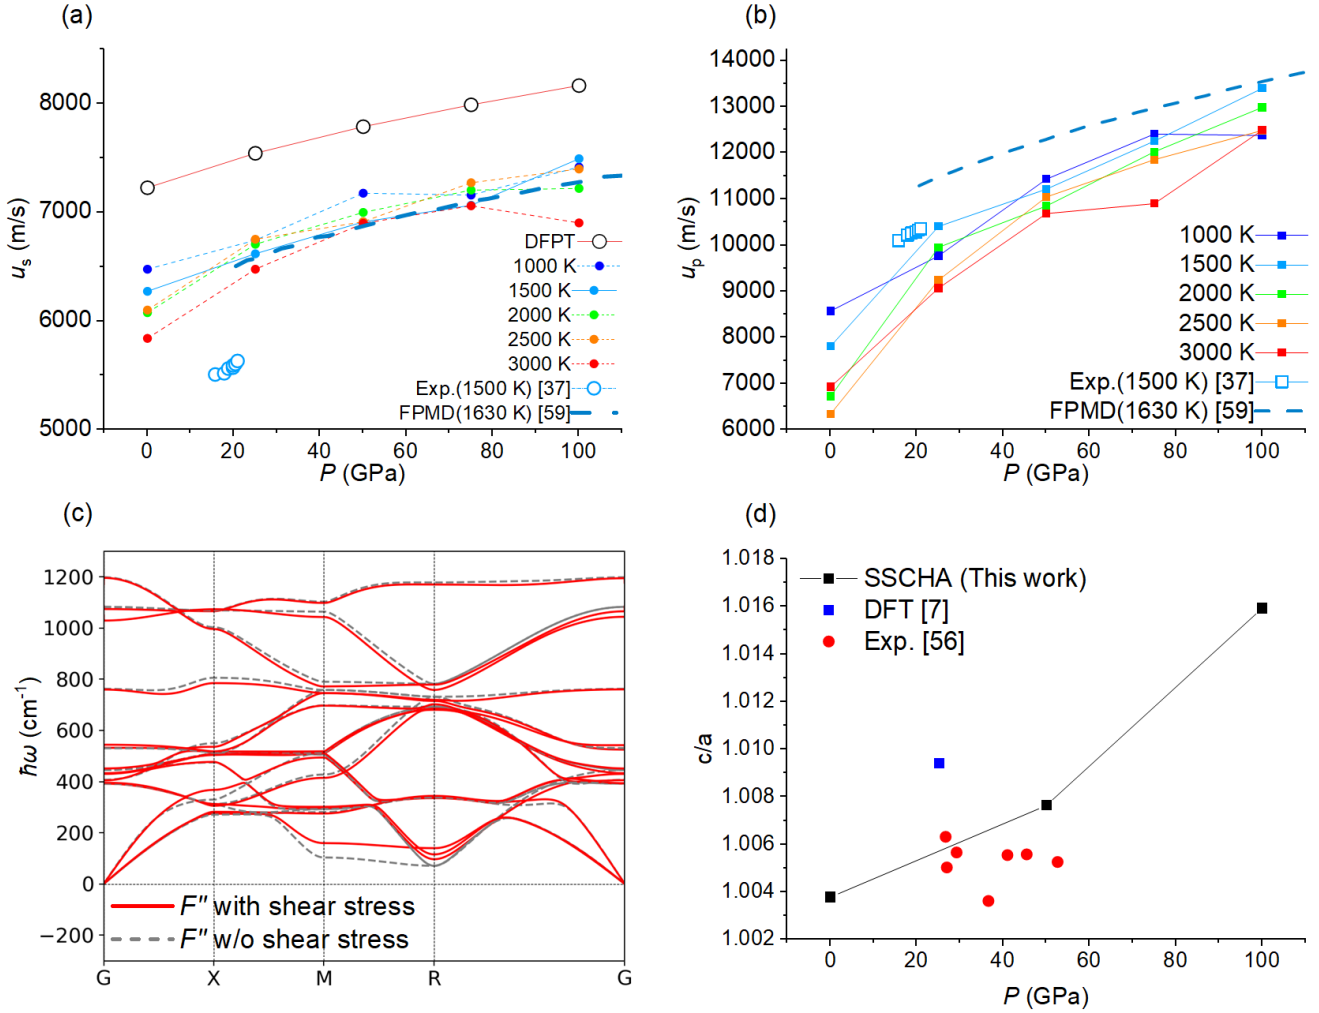 (a)
8000
7000
6000
5000
u_s (m/s)
0
20
40
60
80
100
P (GPa)
DFPT
1000 K
1500 K
2000 K
2500 K
3000 K
Exp.(1500 K) [37]
FPMD(1630 K) [59]
(b)
14000
13000
12000
11000
10000
9000
8000
7000
6000
u_p (m/s)
0
20
40
60
80
100
P (GPa)
1000 K
1500 K
2000 K
2500 K
3000 K
Exp.(1500 K) [37]
FPMD(1630 K) [59]
(c)
1200
1000
800
600
400
200
0
−200
ħω (cm⁻¹)
F" with shear stress
F" w/o shear stress
G
X
M
R
G
(d)
1.018
1.016
1.014
1.012
1.010
1.008
1.006
1.004
1.002
c/a
SSCHA (This work)
DFT [7]
Exp. [56]
0
20
40
60
80
100
P (GPa)